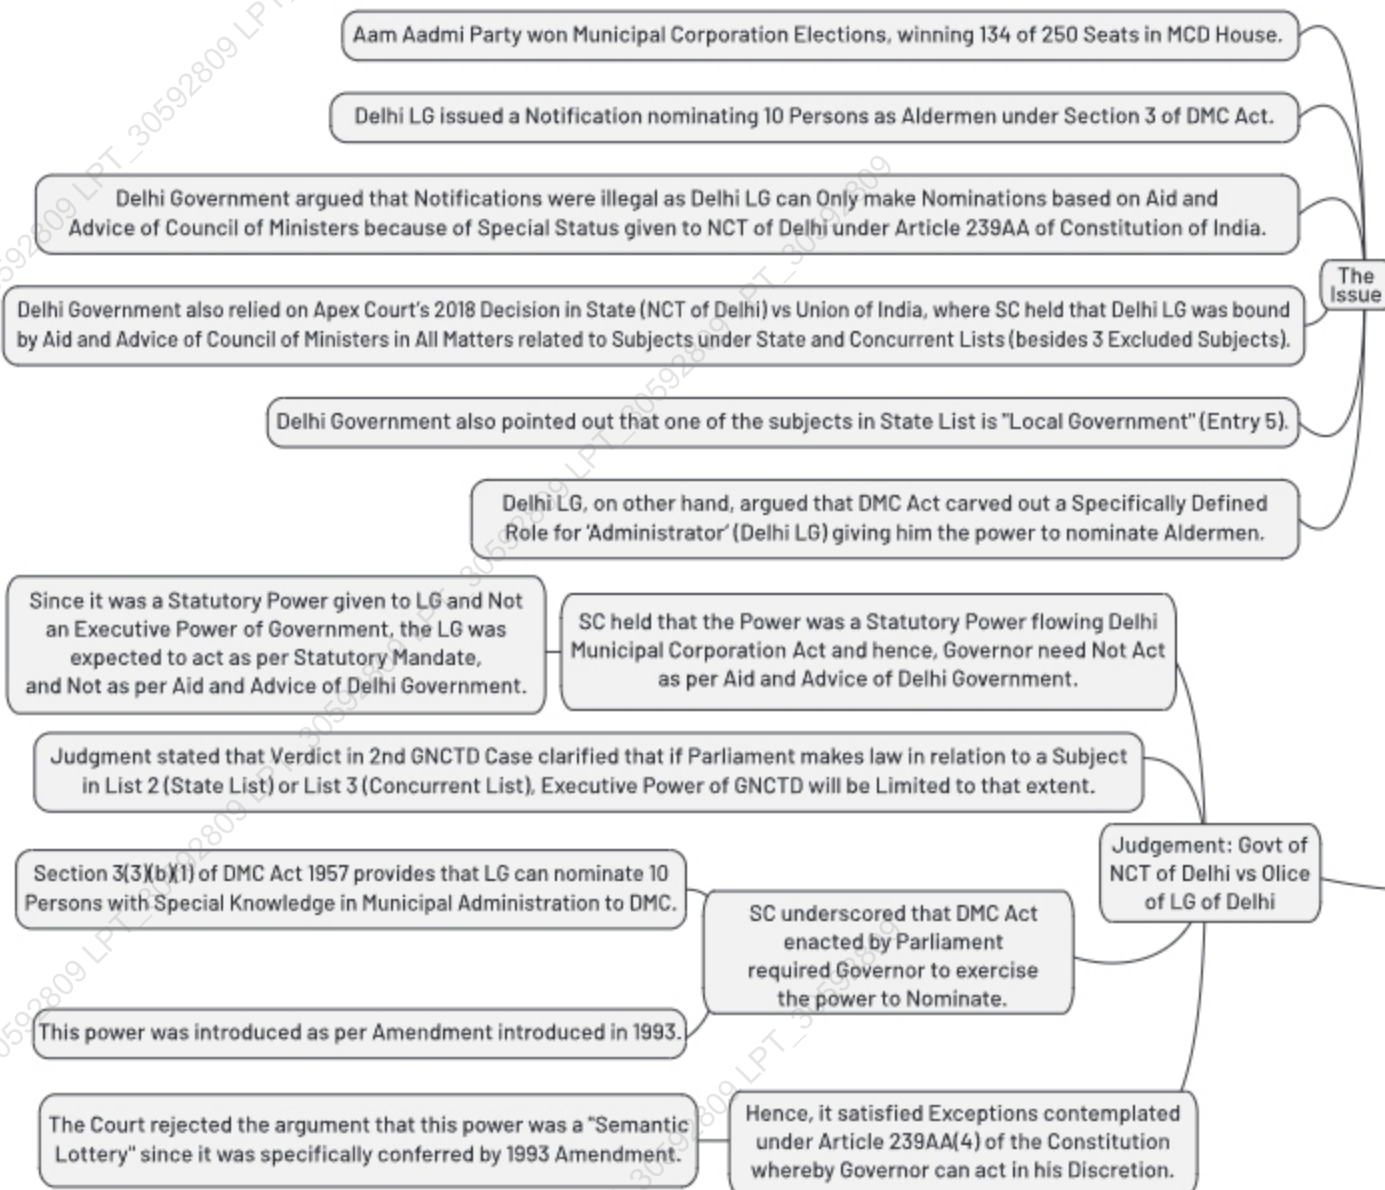 Aam Aadmi Party won Municipal Corporation Elections, winning 134 of 250 Seats in MCD House.
Delhi LG issued a Notification nominating 10 Persons as Aldermen under Section 3 of DMC Act.
Delhi Government argued that Notifications were illegal as Delhi LG can Only make Nominations based on Aid and
Advice of Council of Ministers because of Special Status given to NCT of Delhi under Article 239AA of Constitution of India.
The
Issue
Delhi Government also relied on Apex Court's 2018 Decision in State (NCT of Delhi) vs Union of India, where SC held that Delhi LG was bound
by Aid and Advice of Council of Ministers in All Matters related to Subjects under State and Concurrent Lists (besides 3 Excluded Subjects).
Delhi Government also pointed out that one of the subjects in State List is "Local Government" (Entry 5).
Delhi LG, on other hand, argued that DMC Act carved out a Specifically Defined
Role for 'Administrator' (Delhi LG) giving him the power to nominate Aldermen.
Since it was a Statutory Power given to LG and Not
an Executive Power of Government, the LG was
expected to act as per Statutory Mandate,
and Not as per Aid and Advice of Delhi Government.
SC held that the Power was a Statutory Power flowing Delhi
Municipal Corporation Act and hence, Governor need Not Act
as per Aid and Advice of Delhi Government.
Judgment stated that Verdict in 2nd GNCTD Case clarified that if Parliament makes law in relation to a Subject
in List 2 (State List) or List 3 (Concurrent List), Executive Power of GNCTD will be Limited to that extent.
Judgement: Govt of
NCT of Delhi vs Olice
of LG of Delhi
Section 3(3)(b)(1) of DMC Act 1957 provides that LG can nominate 10
Persons with Special Knowledge in Municipal Administration to DMC.
SC underscored that DMC Act
enacted by Parliament
required Governor to exercise
the power to Nominate.
This power was introduced as per Amendment introduced in 1993.
The Court rejected the argument that this power was a "Semantic
Lottery" since it was specifically conferred by 1993 Amendment.
Hence, it satisfied Exceptions contemplated
under Article 239AA(4) of the Constitution
whereby Governor can act in his Discretion.
30592809 LPT_30592809 LPT_30592809 LPT_30592809 LPT_30592809